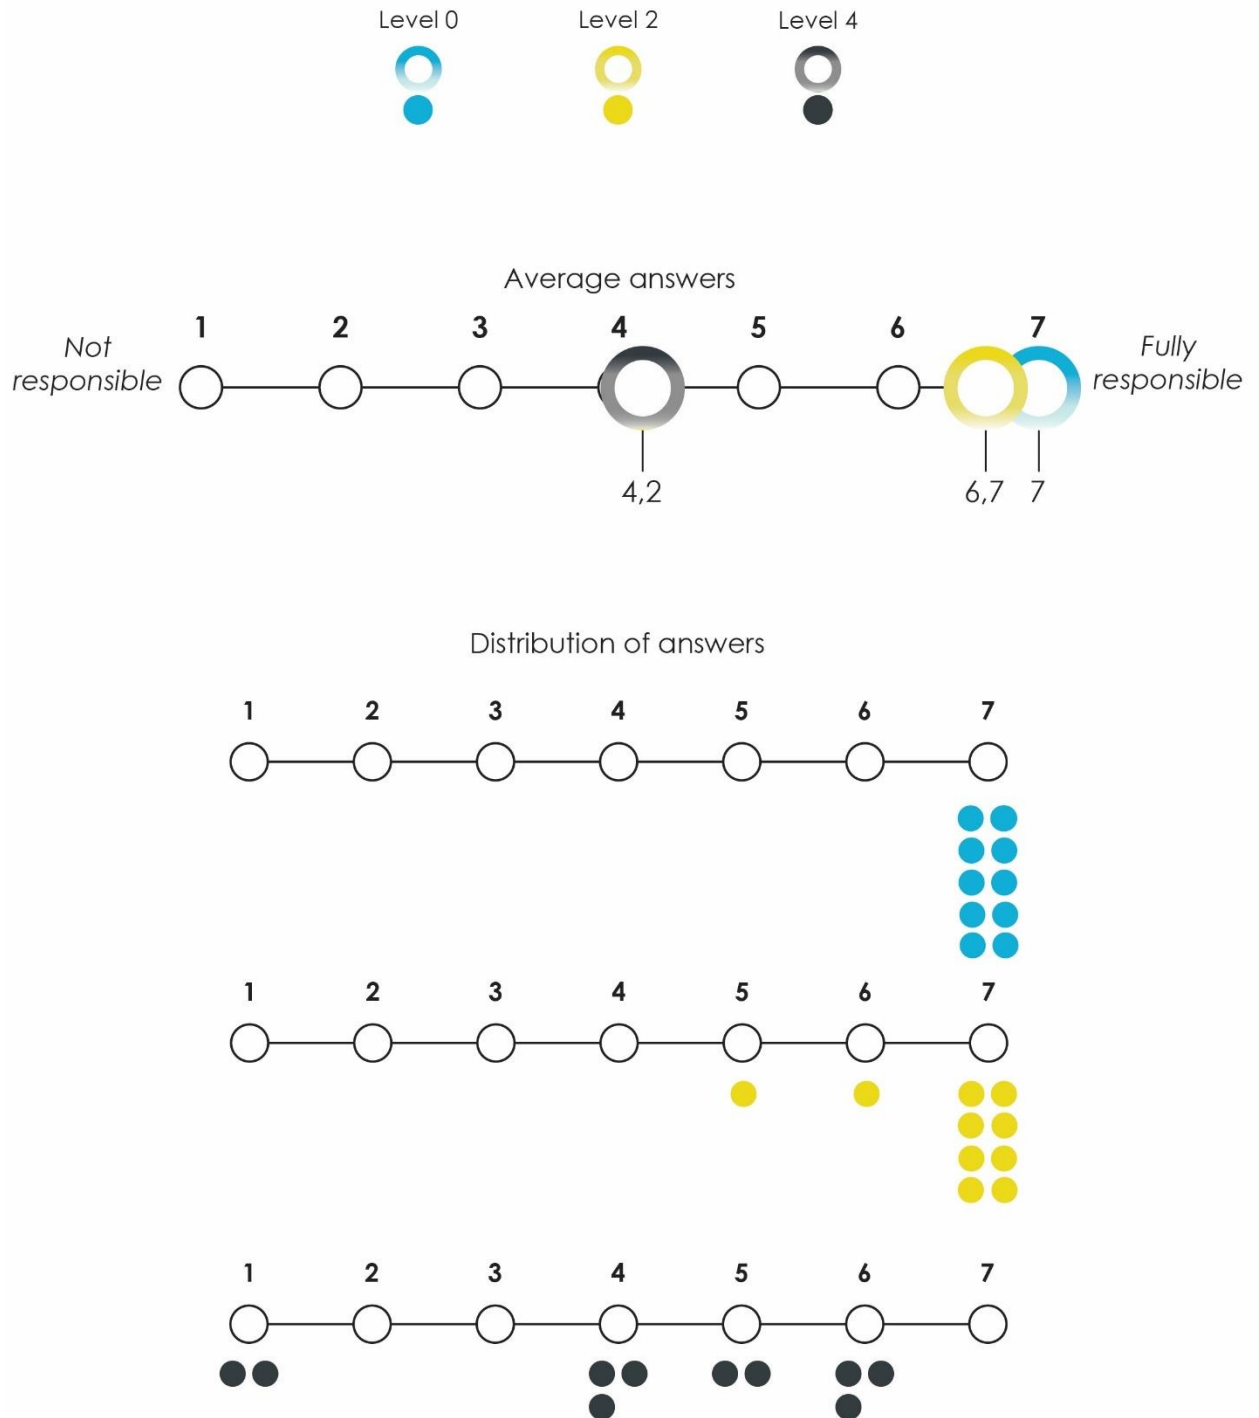 Level 0 Level 2 Level 4
Average answers
1 2 3 4 5 6 7
Not responsible
Fully responsible
4,2 6,7 7
Distribution of answers
1 2 3 4 5 6 7
1 2 3 4 5 6 7
1 2 3 4 5 6 7